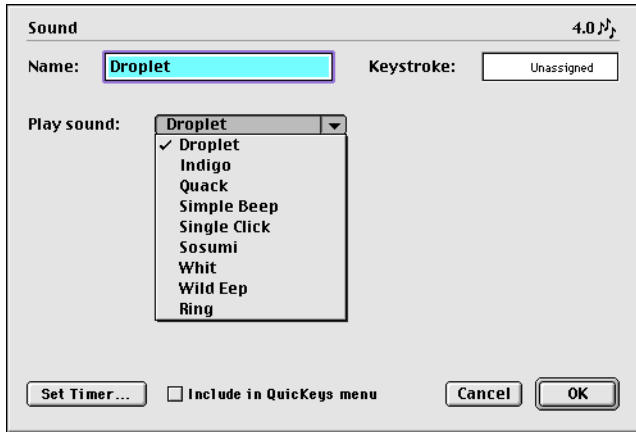 Sound 4.0
Name: Droplet Keystroke: Unassigned
Play sound: Droplet
Droplet
Indigo
Quack
Simple Beep
Single Click
Sosumi
Whit
Wild Eep
Ring
Set Timer... Include in QuicKeys menu Cancel OK